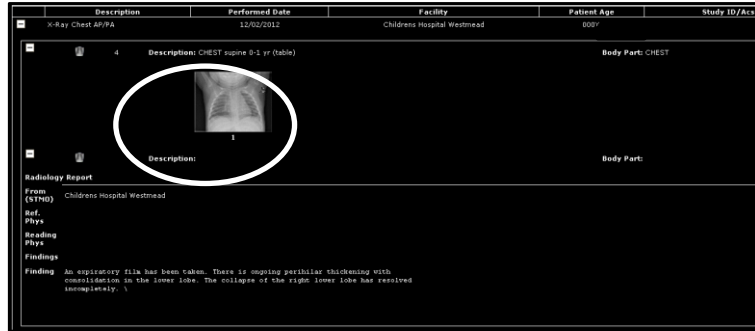 Description Performed Date Facility Patient Age Study ID/Acs
X-Ray Chest AP/PA 12/02/2012 Childrens Hospital Westmead 000Y
4 Description: CHEST supine 0-1 yr (table) Body Part: CHEST
1
Description: Body Part:
Radiology Report
From (STMO) Childrens Hospital Westmead
Ref. Phys
Reading Phys
Findings
Finding An expiratory film has been taken. There is ongoing perihilar thickening with
consolidation in the lower lobe. The collapse of the right lower lobe has resolved
incompletely. \